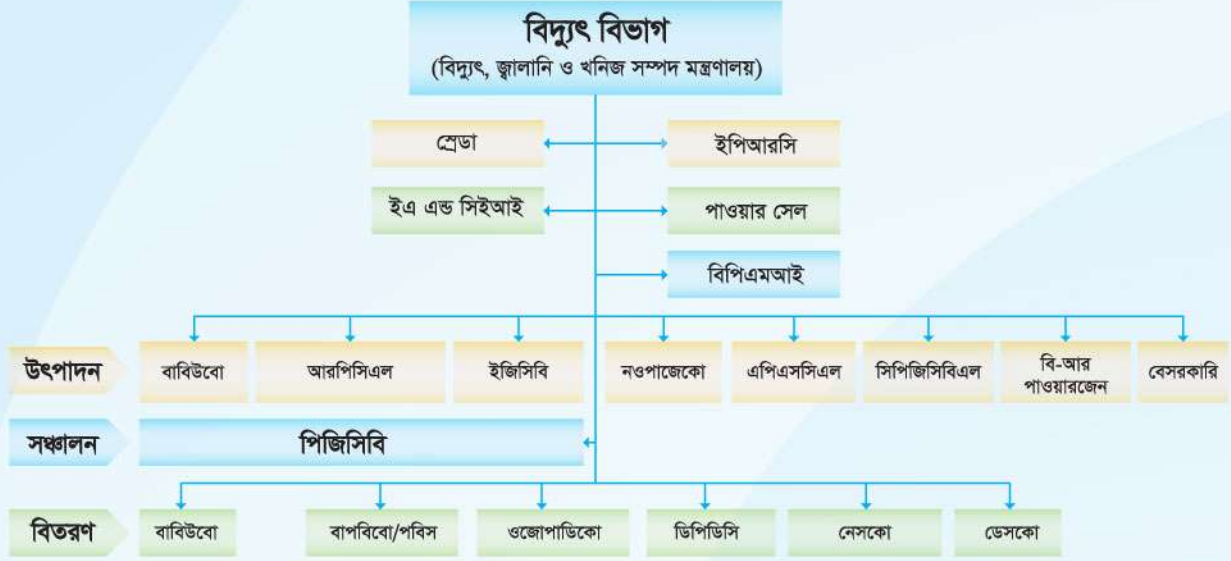 বিদ্যুৎ বিভাগ
(বিদ্যুৎ, জ্বালানি ও খনিজ সম্পদ মন্ত্রণালয়)
স্রেডা
ইপিআরসি
ইএ এন্ড সিইআই
পাওয়ার সেল
বিপিএমআই
উৎপাদন
বাবিউবো
আরপিসিএল
ইজিসিবি
নওপাজেকো
এপিএসসিএল
সিপিজিসিবিএল
বি-আর
পাওয়ারজেন
বেসরকারি
সঞ্চালন
পিজিসিবি
বিতরণ
বাবিউবো
বাপবিবো/পবিস
ওজোপাডিকো
ডিপিডিসি
নেসকো
ডেসকো